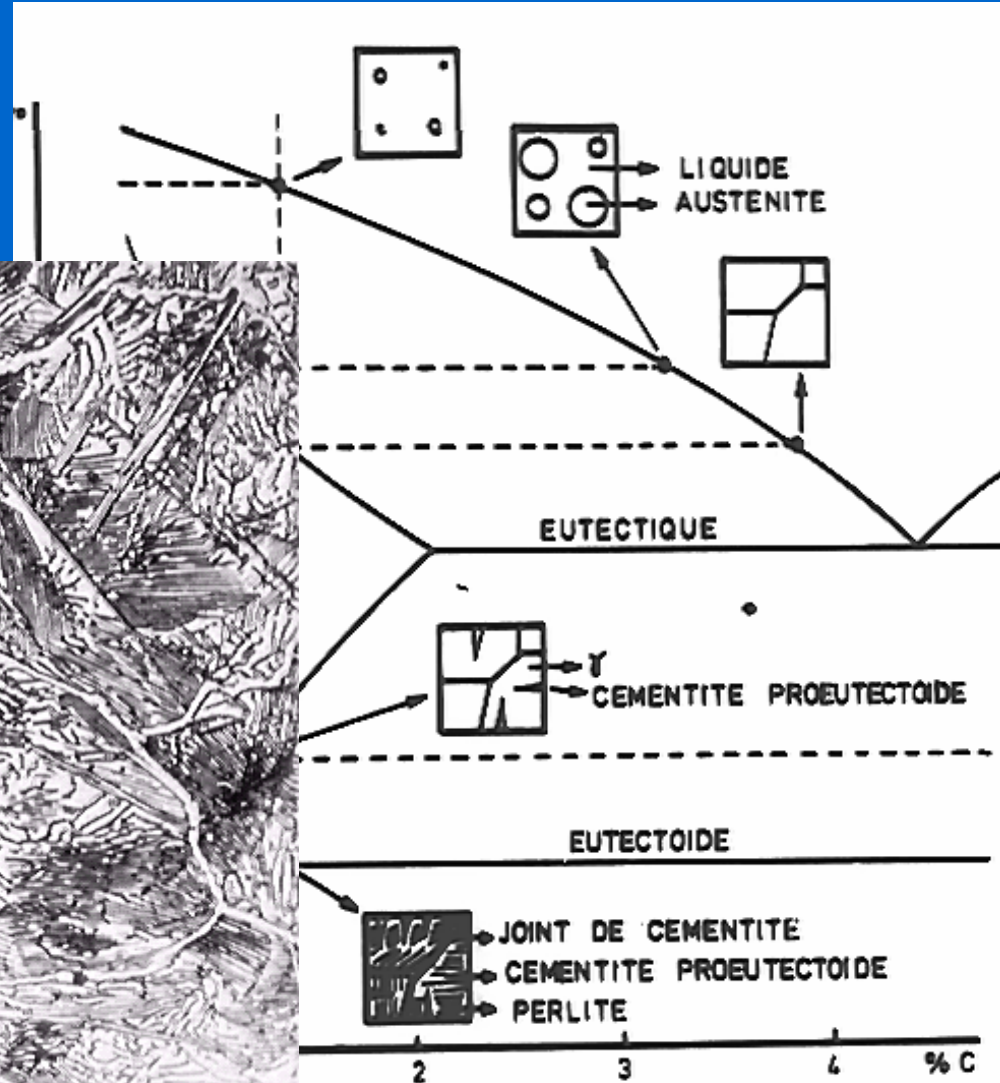 LIQUIDE
AUSTENITE
EUTECTIQUE
γ
CEMENTITE PROEUTECTOIDE
EUTECTOIDE
JOINT DE CEMENTITE
CEMENTITE PROEUTECTOIDE
PERLITE
2 3 4 % C